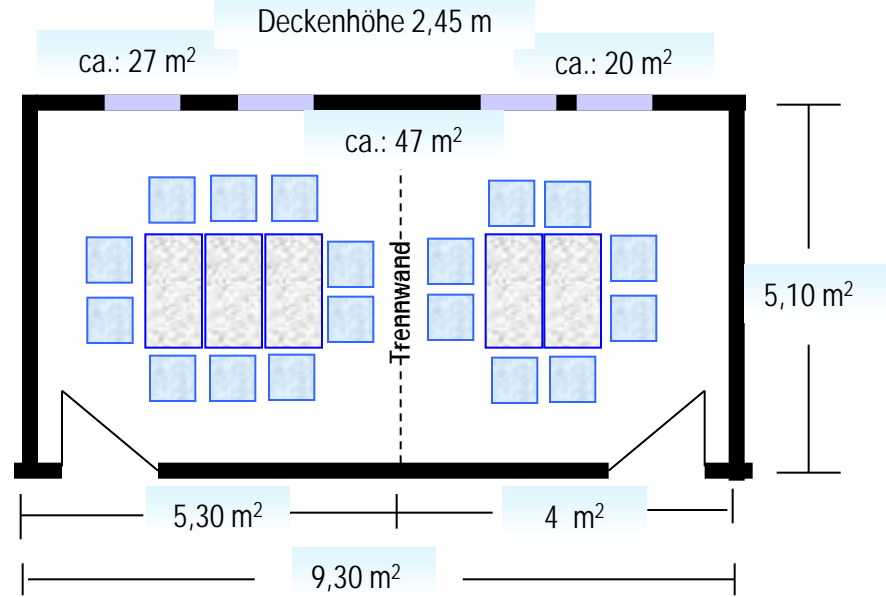 Deckenhöhe 2,45 m
ca.: 27 m²
ca.: 20 m²
ca.: 47 m²
Trennwand
5,10 m²
5,30 m²
4 m²
9,30 m²